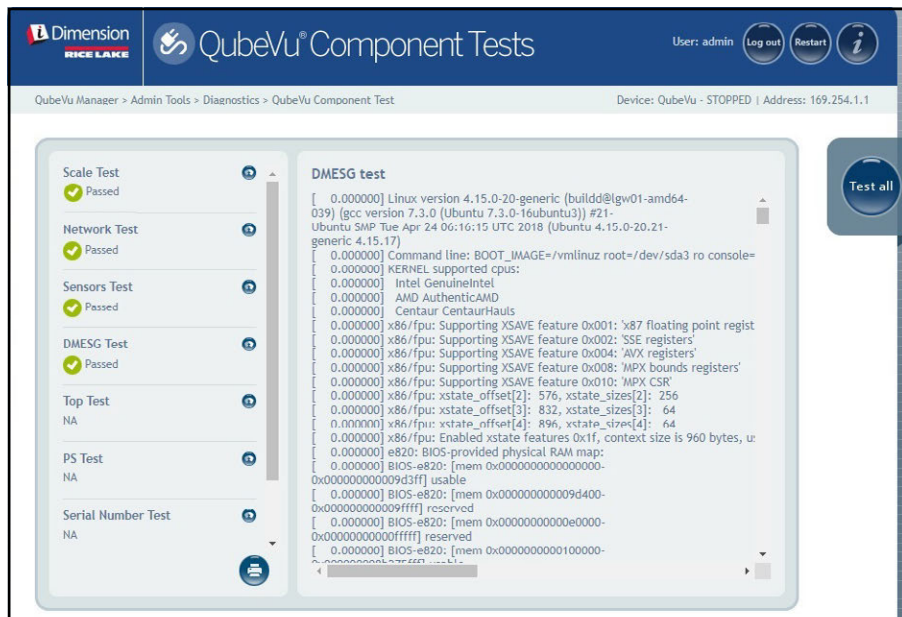 iDimension
RICE LAKE
QubeVu® Component Tests
User: admin
Log out
Restart
i
QubeVu Manager > Admin Tools > Diagnostics > QubeVu Component Test
Device: QubeVu - STOPPED | Address: 169.254.1.1
Scale Test
Passed
Network Test
Passed
Sensors Test
Passed
DMESG Test
Passed
Top Test
NA
PS Test
NA
Serial Number Test
NA
DMESG test
[ 0.000000] Linux version 4.15.0-20-generic (buildd@lgw01-amd64-
039) (gcc version 7.3.0 (Ubuntu 7.3.0-16ubuntu3)) #21-
Ubuntu SMP Tue Apr 24 06:16:15 UTC 2018 (Ubuntu 4.15.0-20.21-
generic 4.15.17)
[ 0.000000] Command line: BOOT_IMAGE=/vmlinuz root=/dev/sda3 ro console=
[ 0.000000] KERNEL supported cpus:
[ 0.000000] Intel GenuineIntel
[ 0.000000] AMD AuthenticAMD
[ 0.000000] Centaur CentaurHauls
[ 0.000000] x86/fpu: Supporting XSAVE feature 0x001: 'x87 floating point regist
[ 0.000000] x86/fpu: Supporting XSAVE feature 0x002: 'SSE registers'
[ 0.000000] x86/fpu: Supporting XSAVE feature 0x004: 'AVX registers'
[ 0.000000] x86/fpu: Supporting XSAVE feature 0x008: 'MPX bounds registers'
[ 0.000000] x86/fpu: Supporting XSAVE feature 0x010: 'MPX CSR'
[ 0.000000] x86/fpu: xstate_offset[2]: 576, xstate_sizes[2]: 256
[ 0.000000] x86/fpu: xstate_offset[3]: 832, xstate_sizes[3]: 64
[ 0.000000] x86/fpu: xstate_offset[4]: 896, xstate_sizes[4]: 64
[ 0.000000] x86/fpu: Enabled xstate features 0x1f, context size is 960 bytes, u
[ 0.000000] e820: BIOS-provided physical RAM map:
[ 0.000000] BIOS-e820: [mem 0x0000000000000000-
0x000000000009d3ff] usable
[ 0.000000] BIOS-e820: [mem 0x000000000009d400-
0x000000000009ffff] reserved
[ 0.000000] BIOS-e820: [mem 0x00000000000e0000-
0x00000000000fffff] reserved
[ 0.000000] BIOS-e820: [mem 0x0000000000100000-
Test all